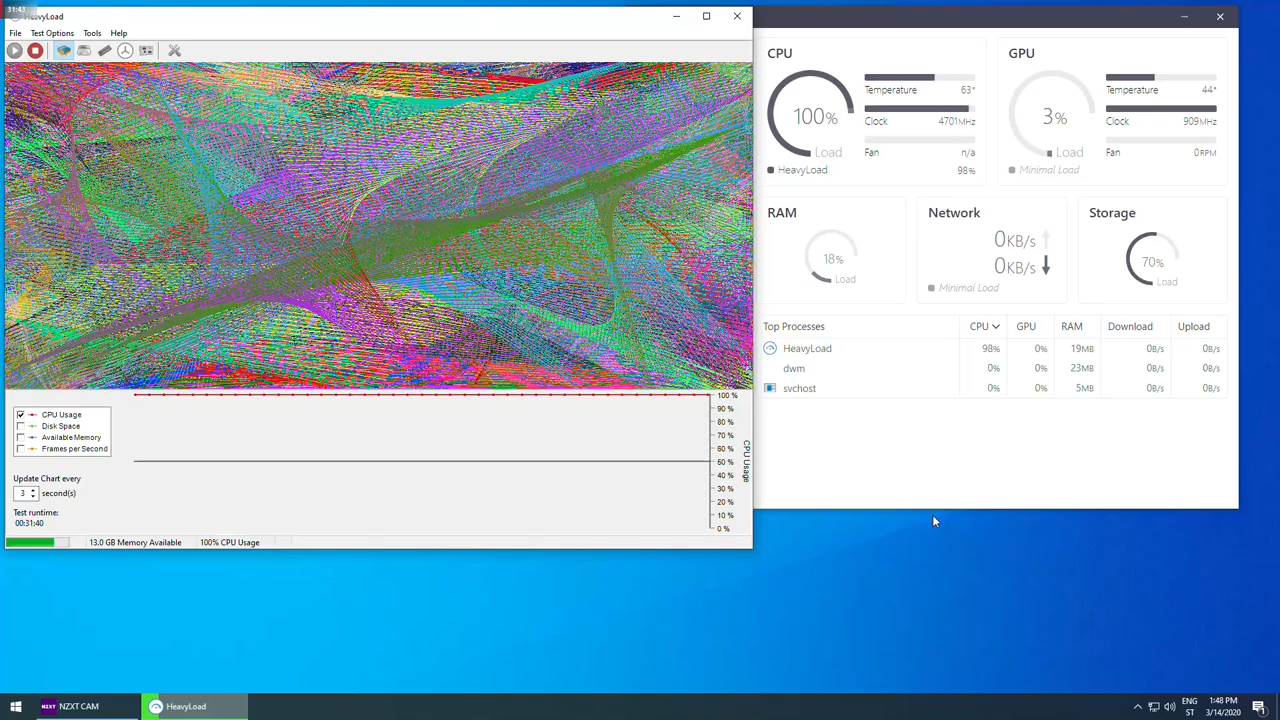 31:43
HeavyLoad
File Test Options Tools Help
CPU Usage
Disk Space
Available Memory
Frames per Second
Update Chart every
3 second(s)
Test runtime:
00:31:40
100 %
90 %
80 %
70 %
60 %
50 %
40 %
30 %
20 %
10 %
0 %
CPU Usage
13.0 GB Memory Available 100% CPU Usage
CPU
100%
Load
Temperature 63°
Clock 4701MHz
Fan n/a
HeavyLoad 98%
GPU
3%
Load
Temperature 44°
Clock 909MHz
Fan 0RPM
Minimal Load
RAM
18%
Load
Network
0KB/s
0KB/s
Minimal Load
Storage
70%
Load
Top Processes CPU GPU RAM Download Upload
HeavyLoad 98% 0% 19MB 0B/s 0B/s
dwm 0% 0% 23MB 0B/s 0B/s
svchost 0% 0% 5MB 0B/s 0B/s
NZXT NZXT CAM HeavyLoad
ENG
ST
1:48 PM
3/14/2020
1